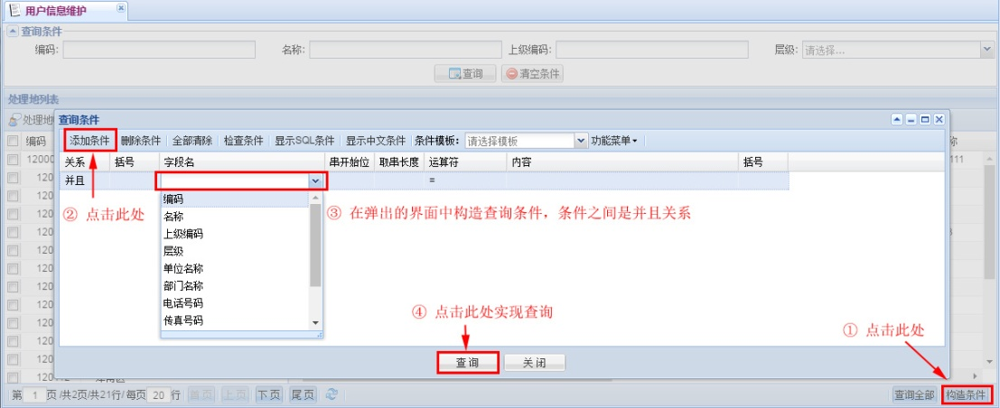 用户信息维护
查询条件
编码: 名称: 上级编码: 层级: 请选择...
查询 清空条件
处理地列表
处理地
查询条件
添加条件 删除条件 全部清除 检查条件 显示SQL条件 显示中文条件 条件模板: 请选择模板 功能菜单
编码
关系 括号 字段名 串开始位 取串长度 运算符 内容 括号
12000
并且 =
120
编码
② 点击此处
③ 在弹出的界面中构造查询条件，条件之间是并且关系
120
名称
120
上级编码
120
层级
120
单位名称
120
部门名称
120
电话号码
120
传真号码
④ 点击此处实现查询
① 点击此处
120
120
查询 关闭
第 1 页/共2页/共21行/每页 20 行 首页 上页 下页 尾页 查询全部 构造条件